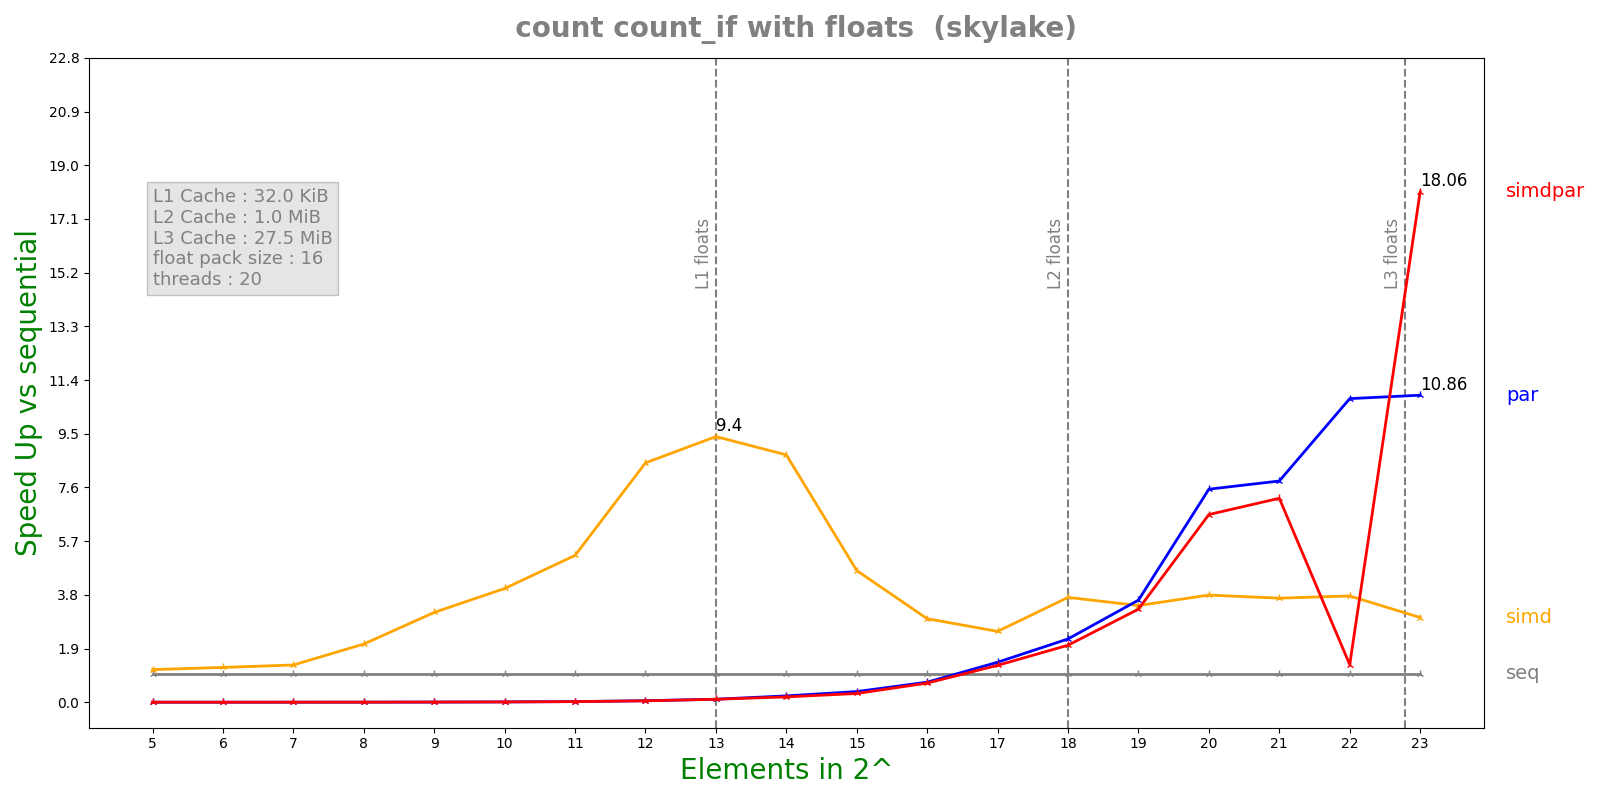 count count_if with floats (skylake)
Speed Up vs sequential
22.8
20.9
19.0
17.1
15.2
13.3
11.4
9.5
7.6
5.7
3.8
1.9
0.0
L1 Cache : 32.0 KiB
L2 Cache : 1.0 MiB
L3 Cache : 27.5 MiB
float pack size : 16
threads : 20
L1 floats
L2 floats
L3 floats
9.4
18.06
10.86
simdpar
par
simd
seq
5 6 7 8 9 10 11 12 13 14 15 16 17 18 19 20 21 22 23
Elements in 2^